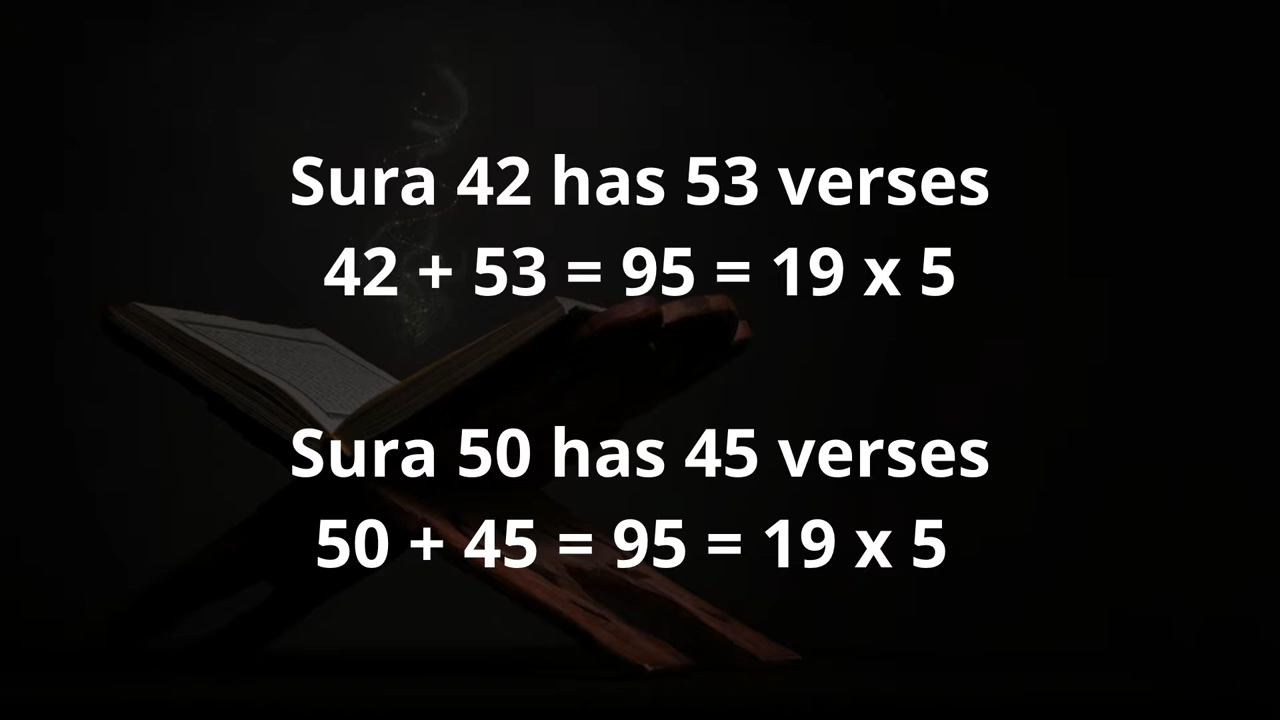 Sura 42 has 53 verses
42 + 53 = 95 = 19 x 5
Sura 50 has 45 verses
50 + 45 = 95 = 19 x 5